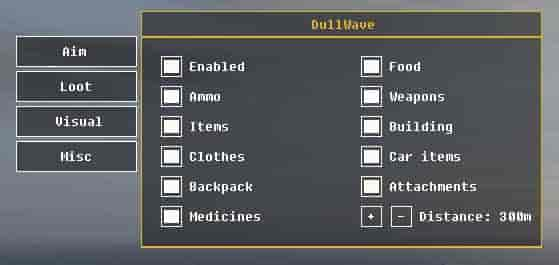 DullWave
Aim
Loot
Visual
Misc
Enabled
Ammo
Items
Clothes
Backpack
Medicines
Food
Weapons
Building
Car items
Attachments
+ - Distance: 300m